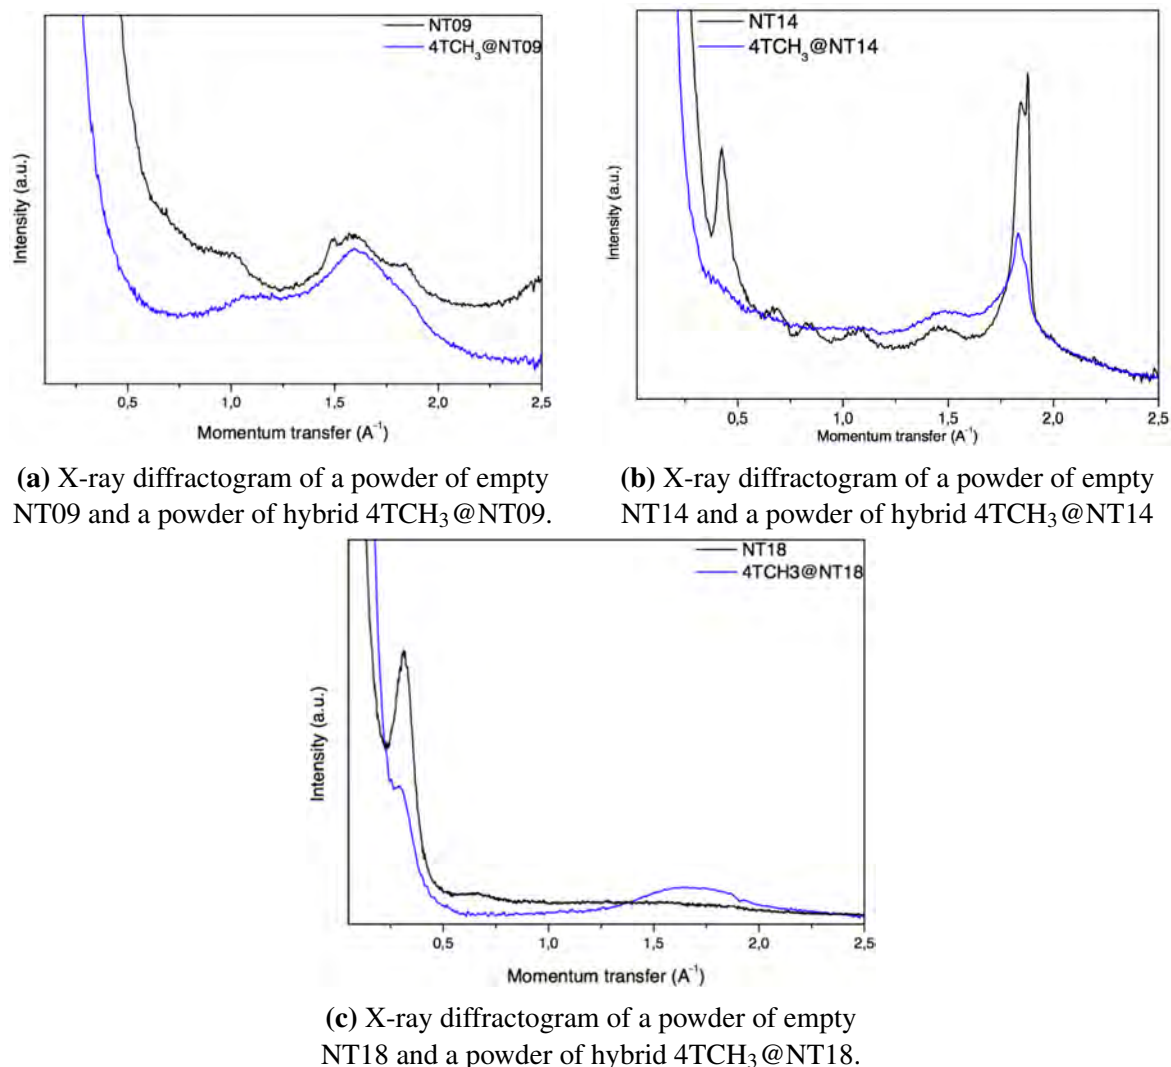 NT09
4TCH₃@NT09
Intensity (a.u.)
0,5 1,0 1,5 2,0 2,5
Momentum transfer (A⁻¹)
(a) X-ray diffractogram of a powder of empty
NT09 and a powder of hybrid 4TCH₃@NT09.
NT14
4TCH₃@NT14
Intensity (a.u.)
0,5 1,0 1,5 2,0 2,5
Momentum transfer (A⁻¹)
(b) X-ray diffractogram of a powder of empty
NT14 and a powder of hybrid 4TCH₃@NT14
NT18
4TCH3@NT18
Intensity (a.u.)
0,5 1,0 1,5 2,0 2,5
Momentum transfer (A⁻¹)
(c) X-ray diffractogram of a powder of empty
NT18 and a powder of hybrid 4TCH₃@NT18.